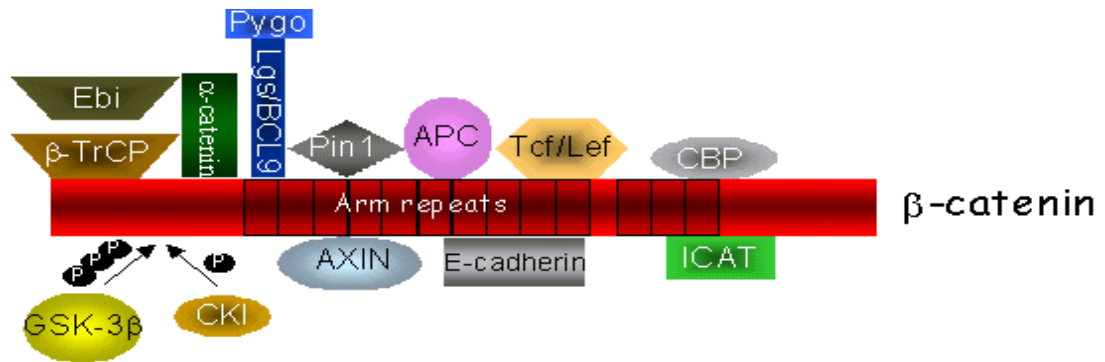 Pygo
Lgs/BCL9
Ebi
α-catenin
β-TrCP
Pin1
APC
Tcf/Lef
CBP
Arm repeats
β-catenin
P P P
P
AXIN
E-cadherin
ICAT
GSK-3β
CKI